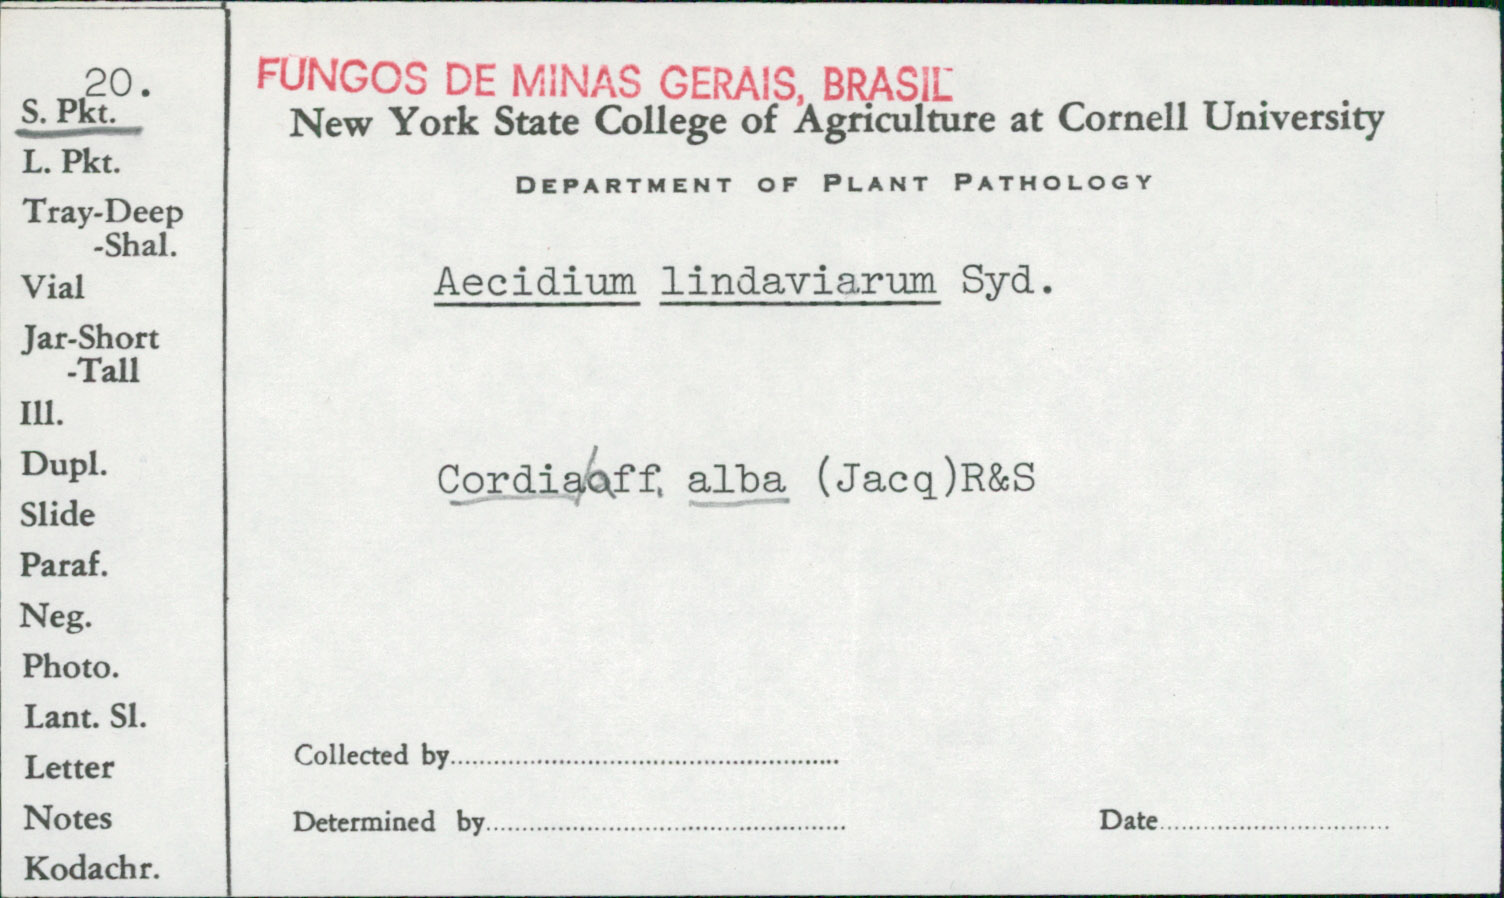 20.
S. Pkt.
L. Pkt.
Tray-Deep
-Shal.
Vial
Jar-Short
-Tall
Ill.
Dupl.
Slide
Paraf.
Neg.
Photo.
Lant. Sl.
Letter
Notes
Kodachr.
FUNGOS DE MINAS GERAIS, BRASIL
New York State College of Agriculture at Cornell University
DEPARTMENT OF PLANT PATHOLOGY
Aecidium lindaviarum Syd.
Cordia aff. alba (Jacq)R&S
Collected by
Determined by
Date